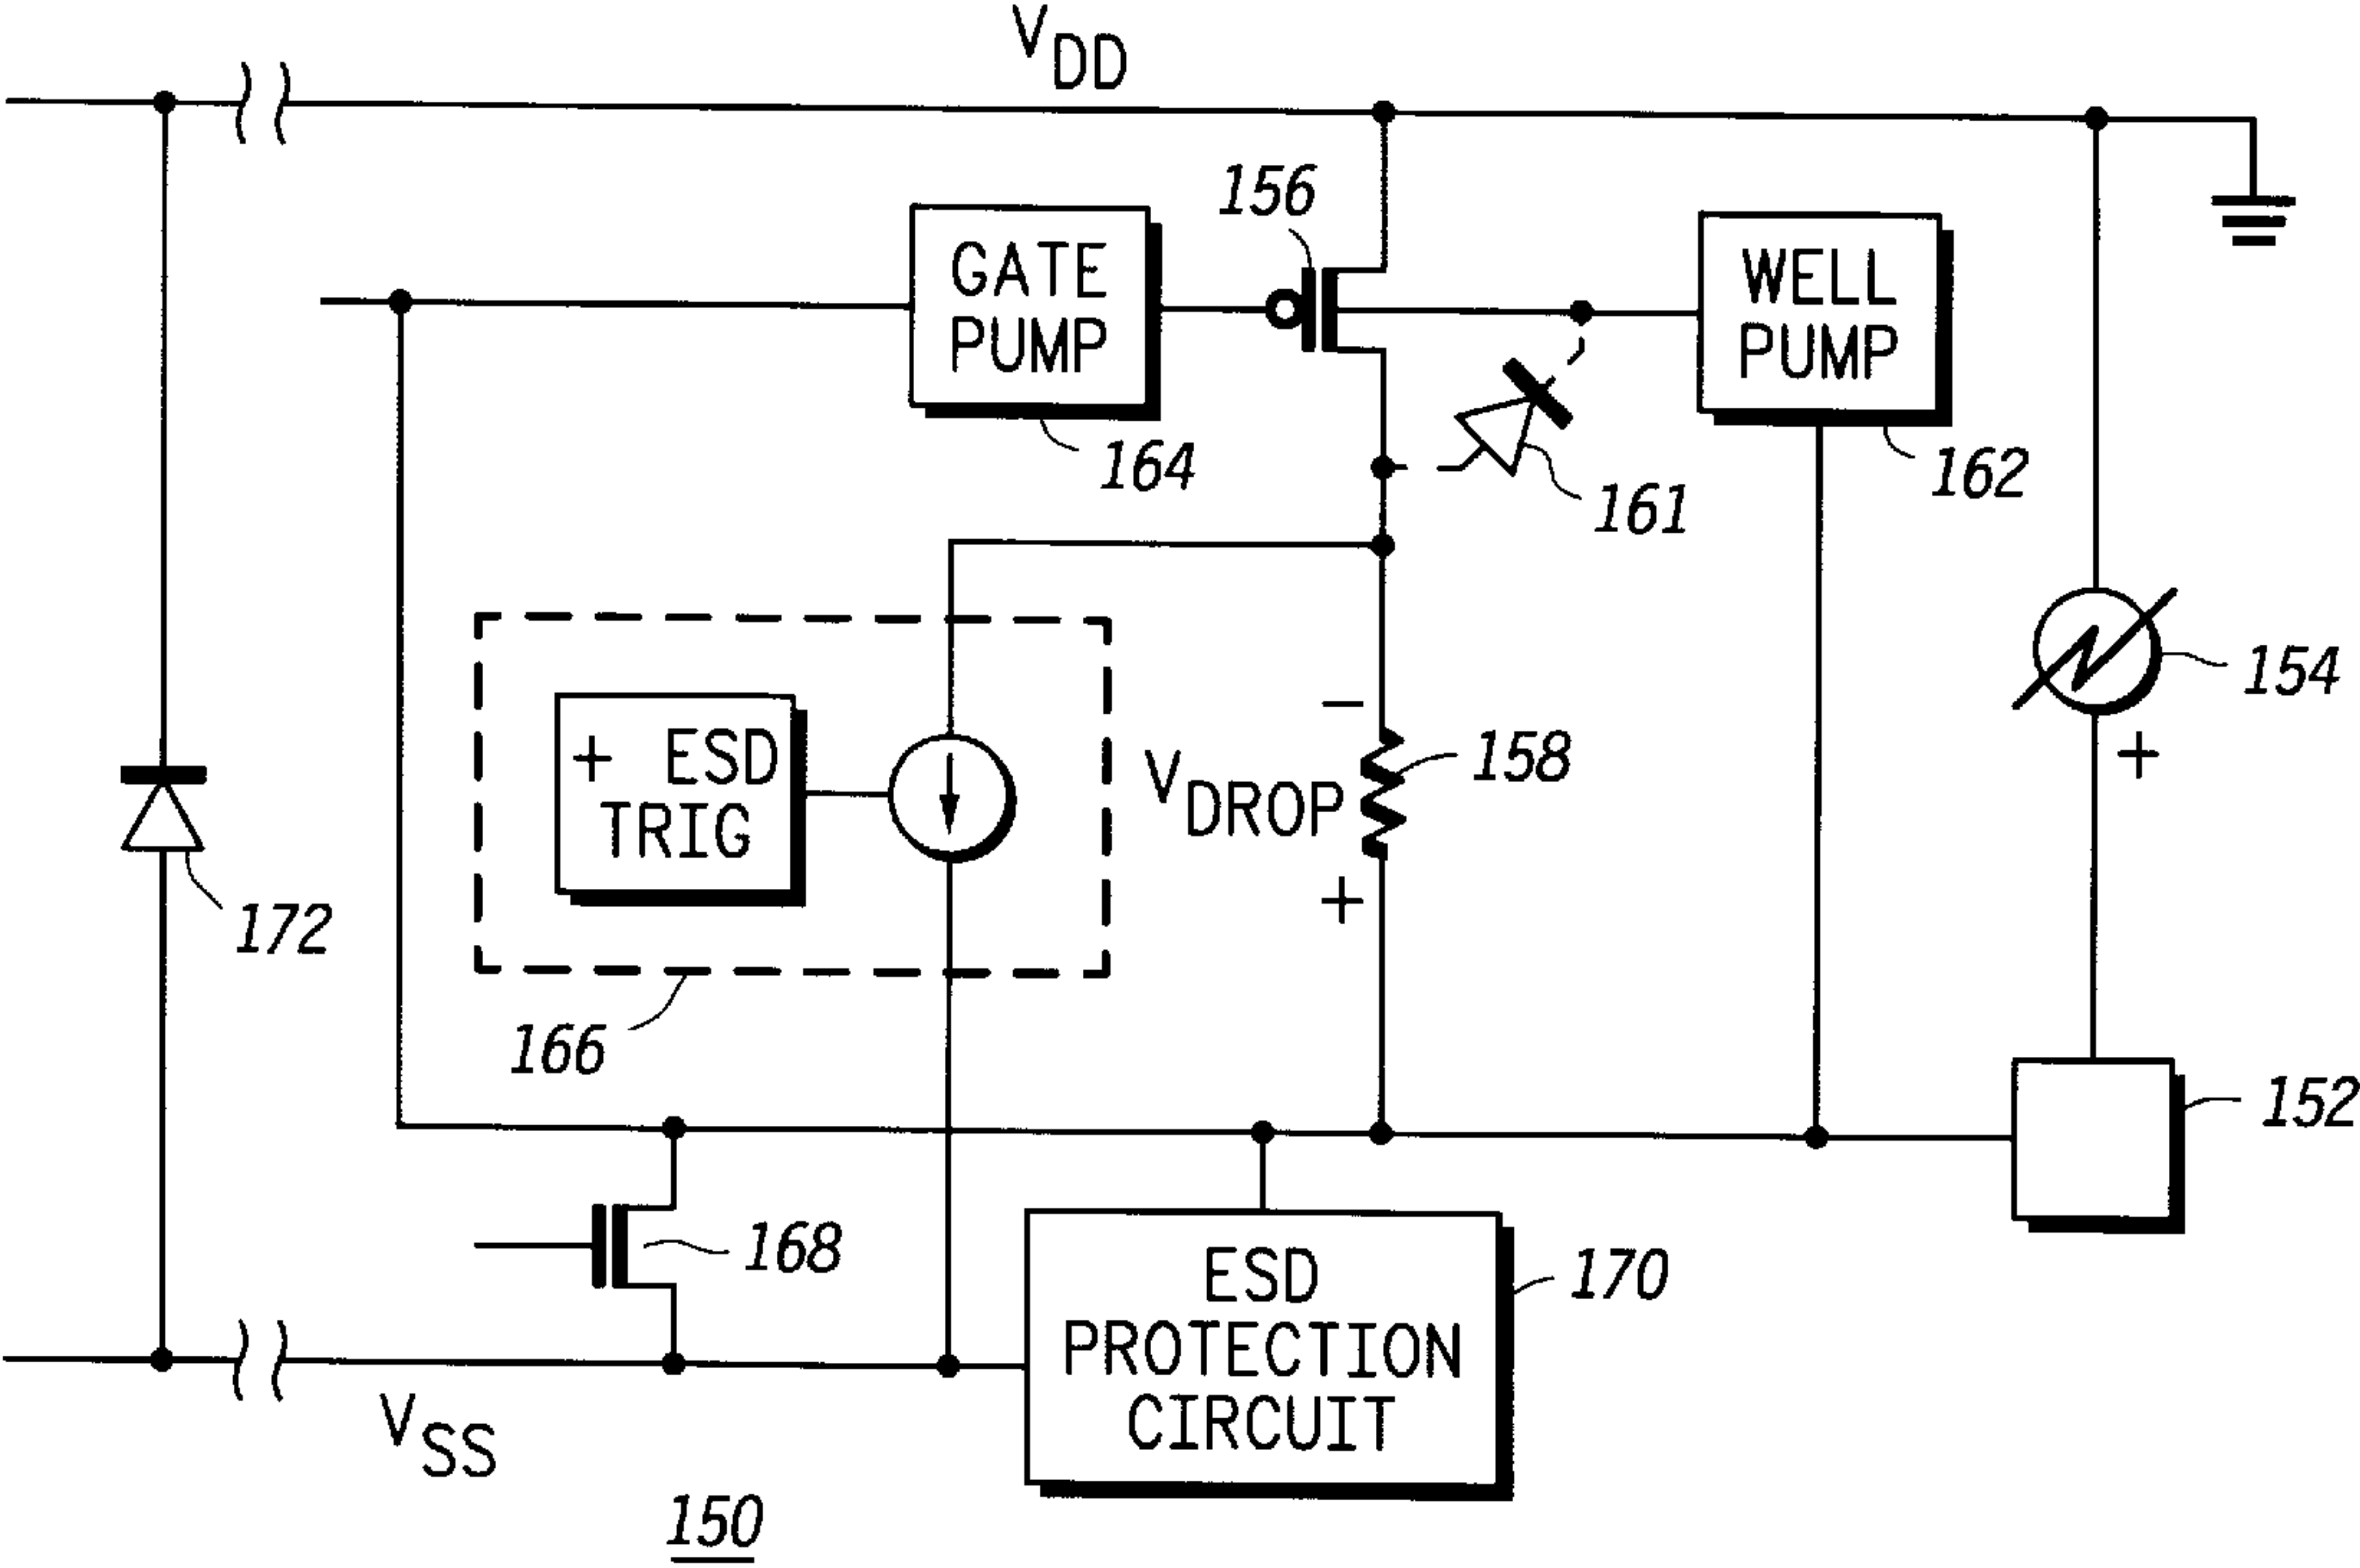 VDD
156
GATE
PUMP
WELL
PUMP
164
162
161
154
+ ESD
TRIG
−
VDROP
158
+
+
172
166
152
168
ESD
PROTECTION
CIRCUIT
170
VSS
150